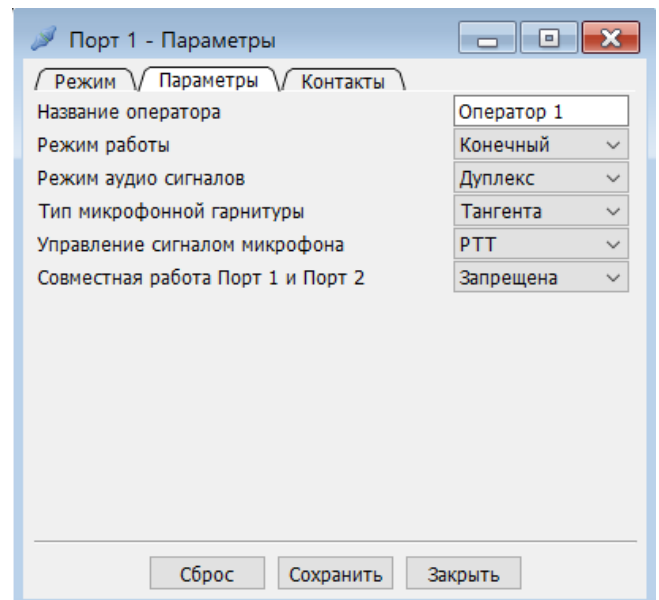 Порт 1 - Параметры
Режим Параметры Контакты
Название оператора Оператор 1
Режим работы Конечный
Режим аудио сигналов Дуплекс
Тип микрофонной гарнитуры Тангента
Управление сигналом микрофона РТТ
Совместная работа Порт 1 и Порт 2 Запрещена
Сброс Сохранить Закрыть